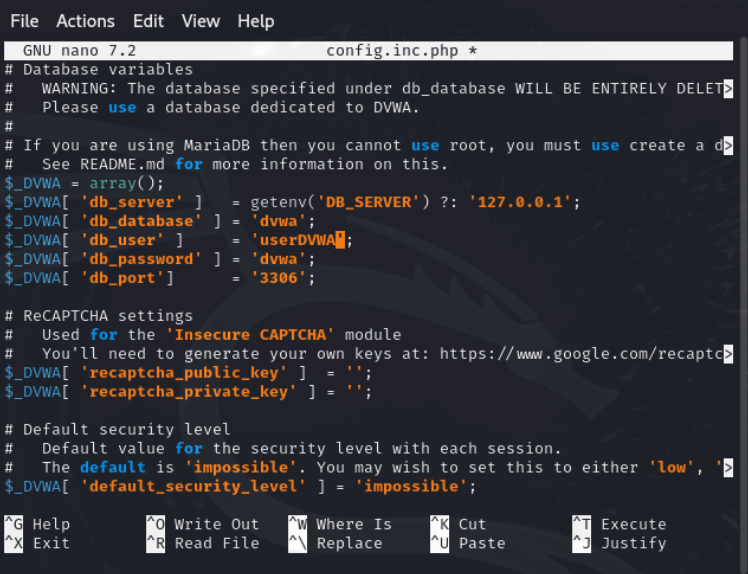 File Actions Edit View Help
GNU nano 7.2 config.inc.php *
# Database variables
#   WARNING: The database specified under db_database WILL BE ENTIRELY DELET>
#   Please use a database dedicated to DVWA.
#
# If you are using MariaDB then you cannot use root, you must use create a d>
#   See README.md for more information on this.
$_DVWA = array();
$_DVWA[ 'db_server' ]   = getenv('DB_SERVER') ?: '127.0.0.1';
$_DVWA[ 'db_database' ] = 'dvwa';
$_DVWA[ 'db_user' ]     = 'userDVWA';
$_DVWA[ 'db_password' ] = 'dvwa';
$_DVWA[ 'db_port']      = '3306';
# ReCAPTCHA settings
#   Used for the 'Insecure CAPTCHA' module
#   You'll need to generate your own keys at: https://www.google.com/recaptc>
$_DVWA[ 'recaptcha_public_key' ]  = '';
$_DVWA[ 'recaptcha_private_key' ] = '';
# Default security level
#   Default value for the security level with each session.
#   The default is 'impossible'. You may wish to set this to either 'low', '>
$_DVWA[ 'default_security_level' ] = 'impossible';
^G Help ^O Write Out ^W Where Is ^K Cut ^T Execute
^X Exit ^R Read File ^\ Replace ^U Paste ^J Justify